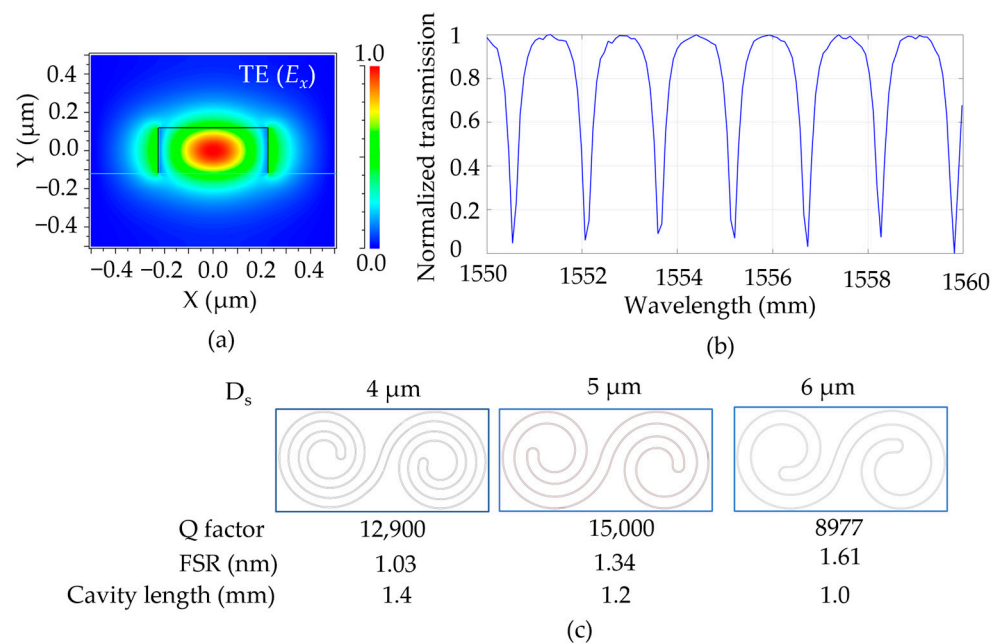 TE (Eₓ)
1.0
0.0
0.4
0.2
0.0
−0.2
−0.4
Y (μm)
−0.4 −0.2 0.0 0.2 0.4
X (μm)
(a)
Normalized transmission
1
0.8
0.6
0.4
0.2
0
1550 1552 1554 1556 1558 1560
Wavelength (mm)
(b)
Dₛ 4 μm 5 μm 6 μm
Q factor 12,900 15,000 8977
FSR (nm) 1.03 1.34 1.61
Cavity length (mm) 1.4 1.2 1.0
(c)